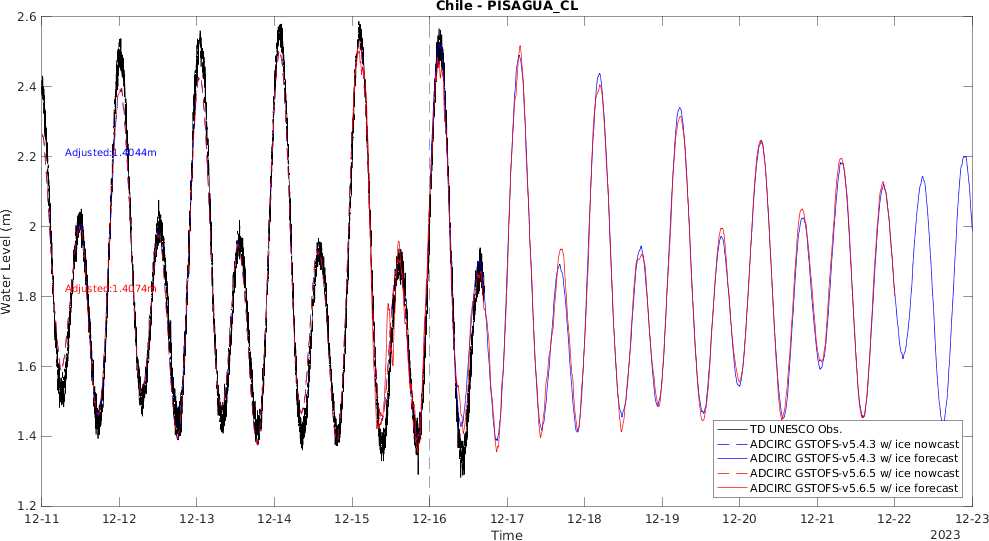 Chile - PISAGUA_CL
2.6
2.4
2.2
2
1.8
1.6
1.4
1.2
Water Level (m)
Adjusted:1.4044m
Adjusted:1.4074m
TD UNESCO Obs.
ADCIRC GSTOFS-v5.4.3 w/ ice nowcast
ADCIRC GSTOFS-v5.4.3 w/ ice forecast
ADCIRC GSTOFS-v5.6.5 w/ ice nowcast
ADCIRC GSTOFS-v5.6.5 w/ ice forecast
12-11 12-12 12-13 12-14 12-15 12-16 12-17 12-18 12-19 12-20 12-21 12-22 12-23
Time
2023